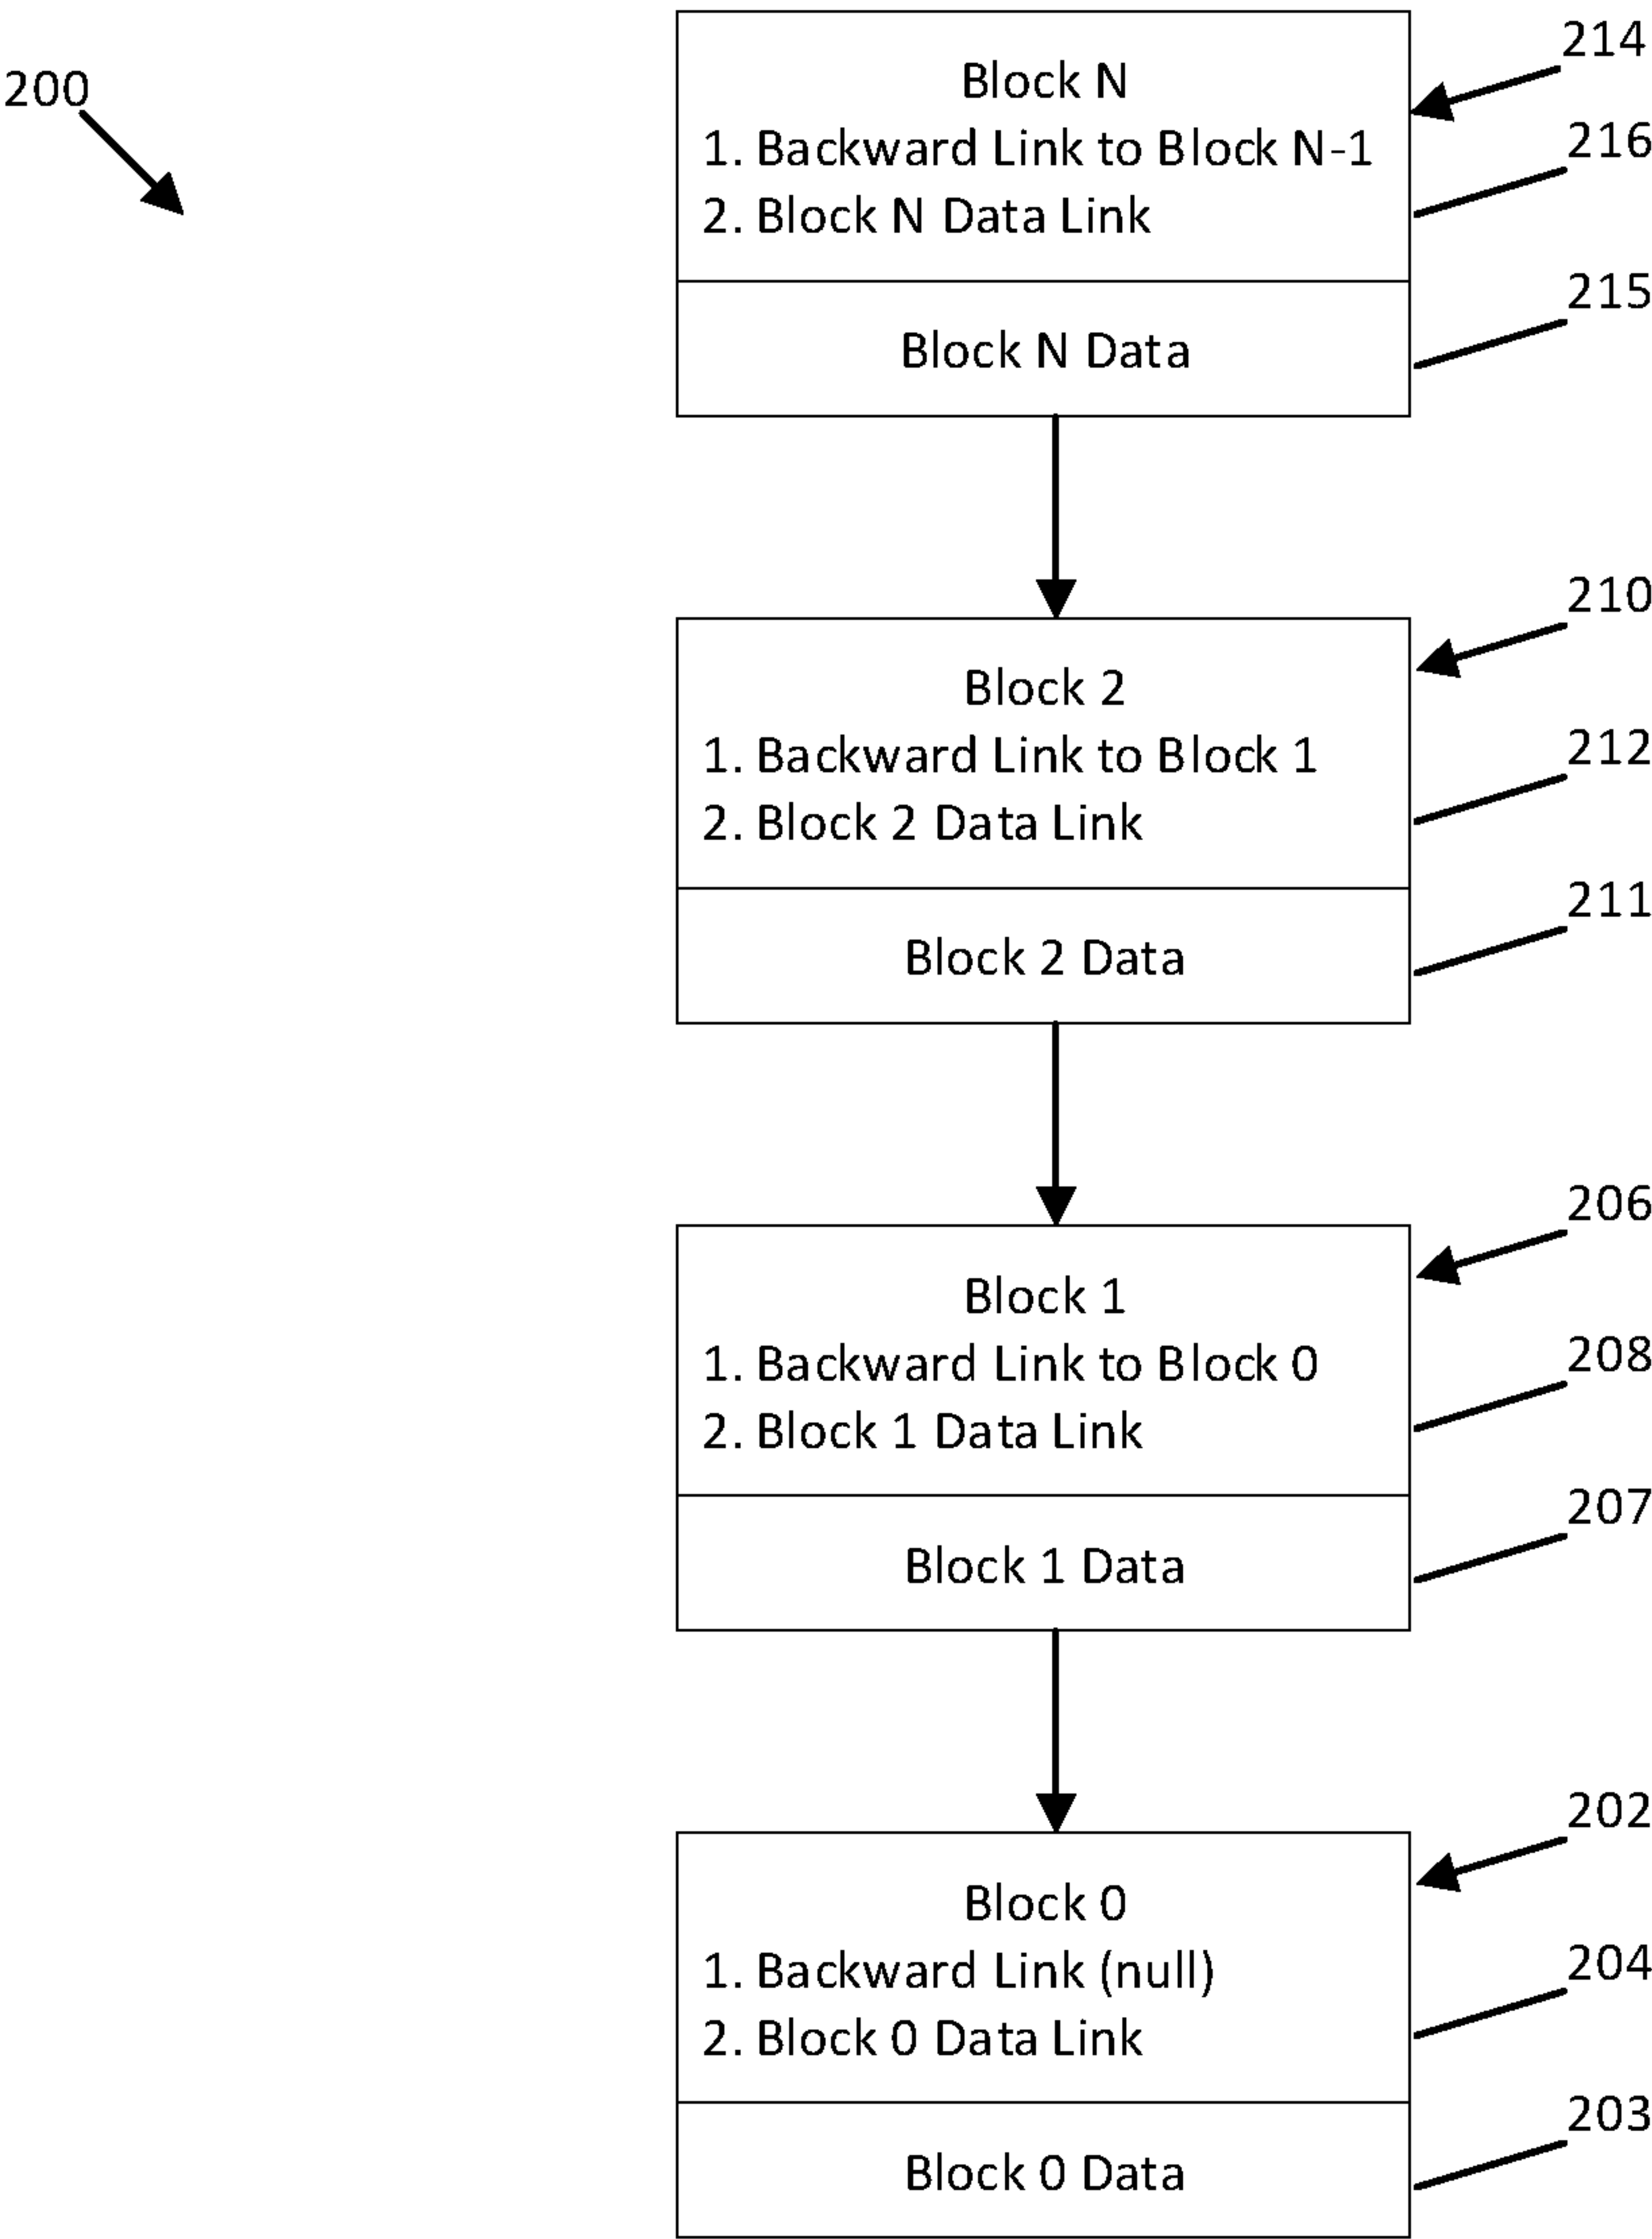 214
200
Block N
216
1. Backward Link to Block N-1
2. Block N Data Link
215
Block N Data
210
Block 2
212
1. Backward Link to Block 1
2. Block 2 Data Link
211
Block 2 Data
206
Block 1
208
1. Backward Link to Block 0
2. Block 1 Data Link
207
Block 1 Data
202
Block 0
204
1. Backward Link (null)
2. Block 0 Data Link
203
Block 0 Data